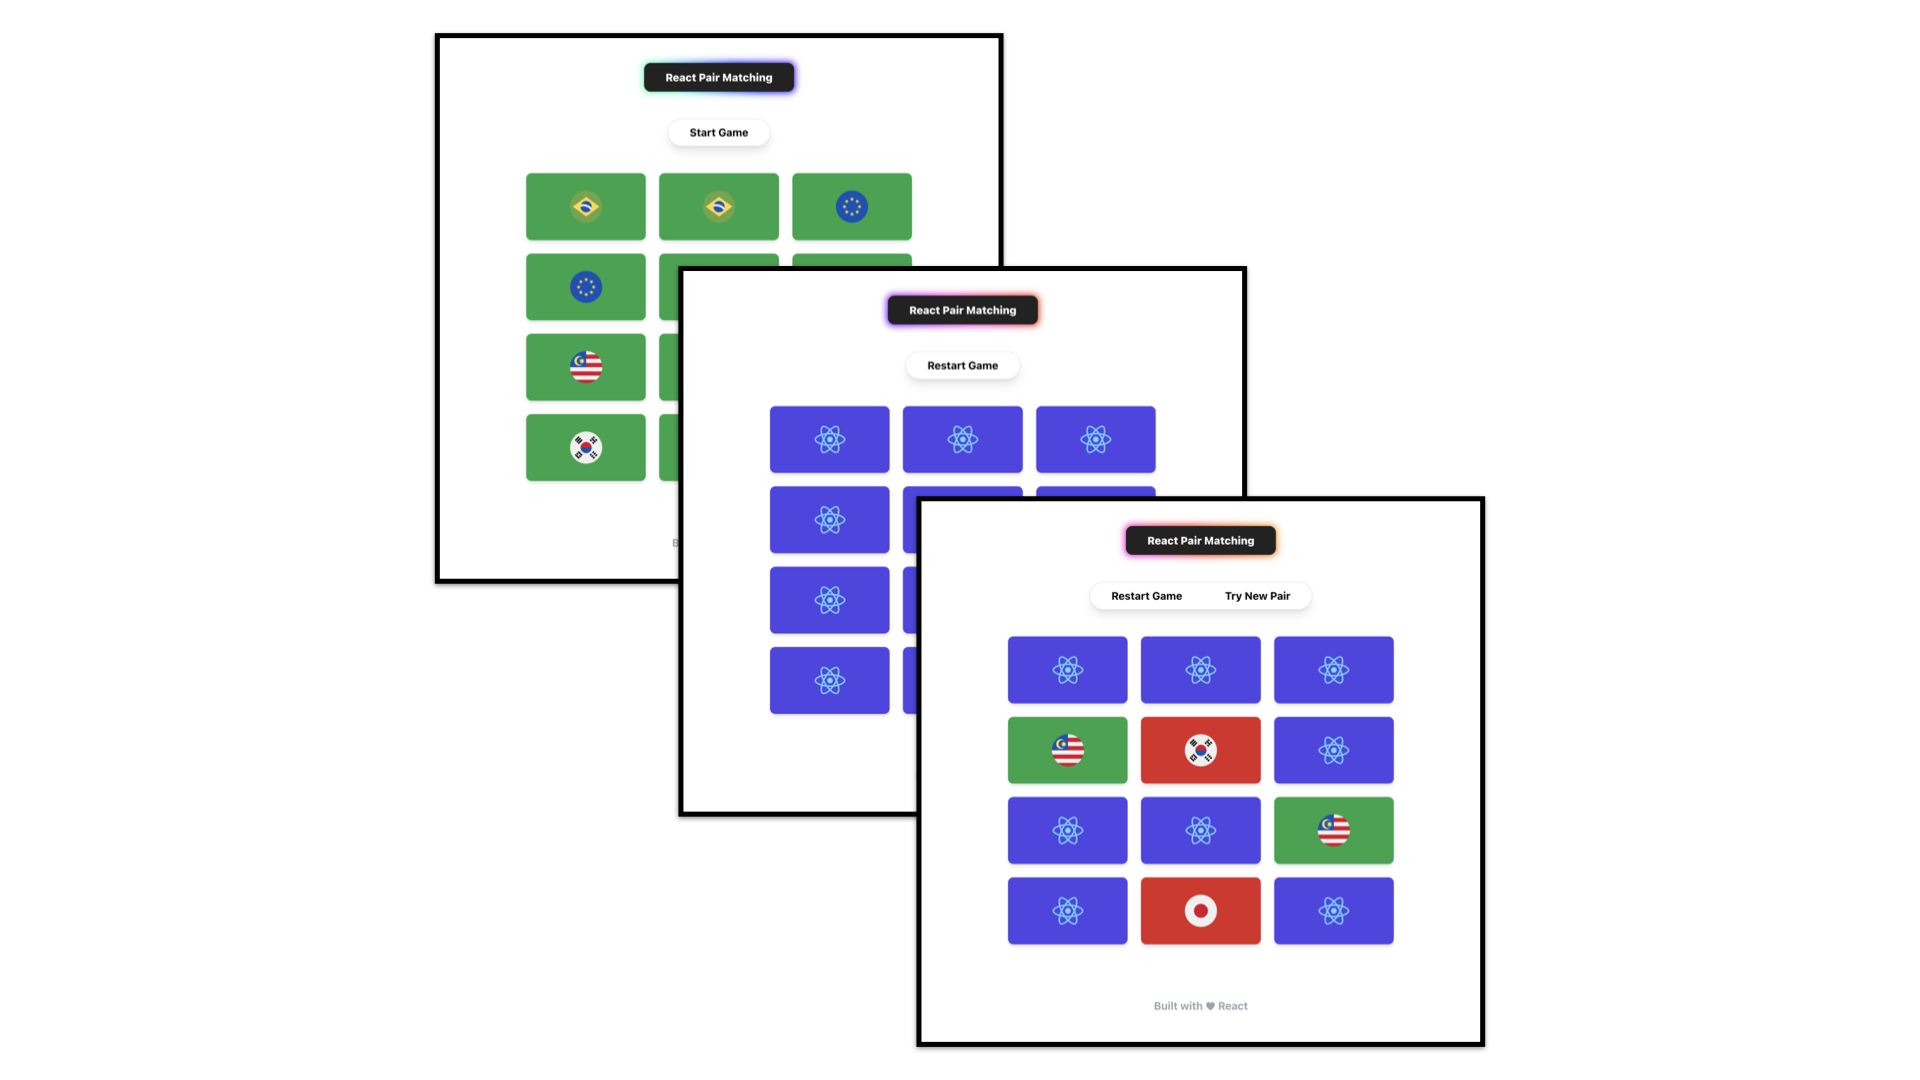 React Pair Matching
Start Game
B
React Pair Matching
Restart Game
React Pair Matching
Restart Game Try New Pair
Built with ♥ React